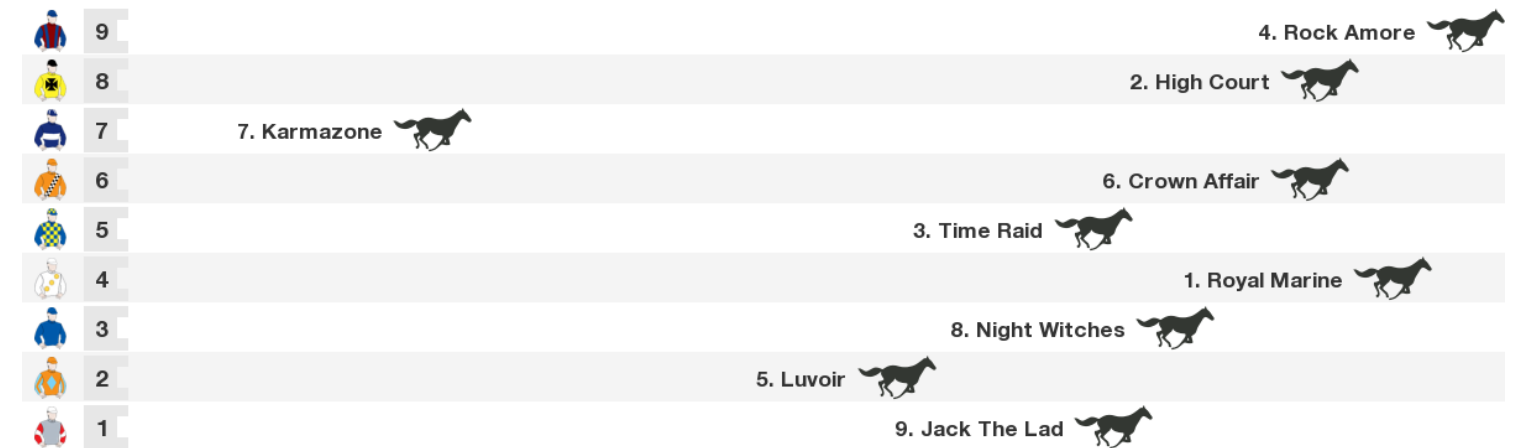 9 4. Rock Amore
8 2. High Court
7 7. Karmazone
6 6. Crown Affair
5 3. Time Raid
4 1. Royal Marine
3 8. Night Witches
2 5. Luvoir
1 9. Jack The Lad